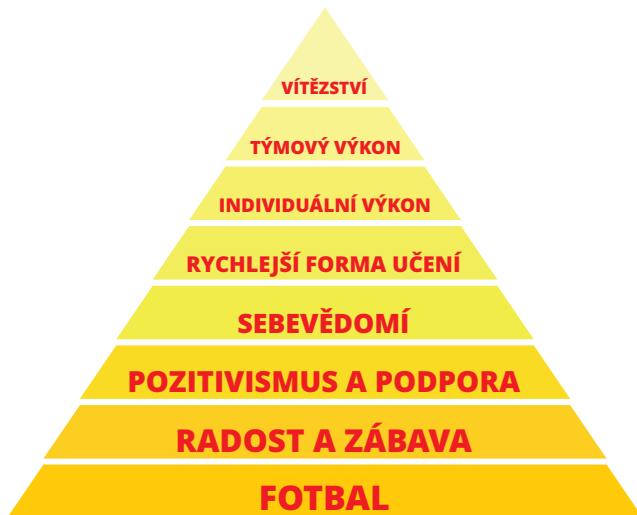 VÍTĚZSTVÍ
TÝMOVÝ VÝKON
INDIVIDUÁLNÍ VÝKON
RYCHLEJŠÍ FORMA UČENÍ
SEBEVĚDOMÍ
POZITIVISMUS A PODPORA
RADOST A ZÁBAVA
FOTBAL